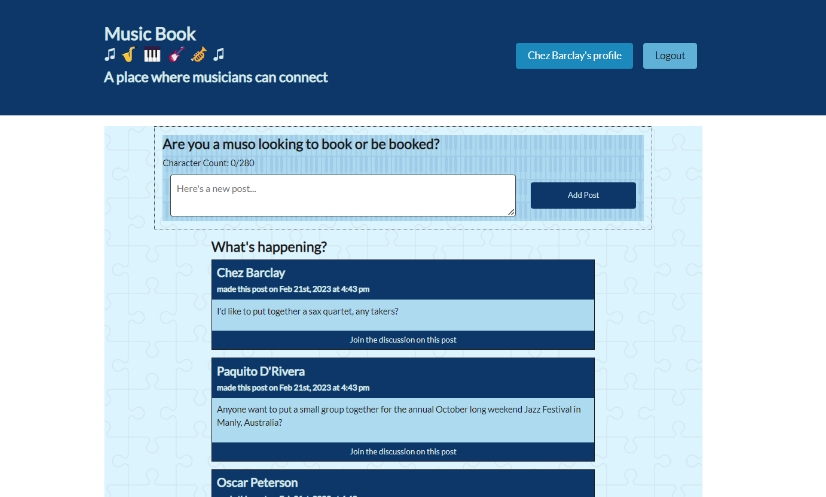 Music Book
🎵 🎷 🎹 🎸 🎺 🎵
A place where musicians can connect
Chez Barclay's profile
Logout
Are you a muso looking to book or be booked?
Character Count: 0/280
Here's a new post...
Add Post
What's happening?
Chez Barclay
made this post on Feb 21st, 2023 at 4:43 pm
I'd like to put together a sax quartet, any takers?
Join the discussion on this post
Paquito D'Rivera
made this post on Feb 21st, 2023 at 4:43 pm
Anyone want to put a small group together for the annual October long weekend Jazz Festival in
Manly, Australia?
Join the discussion on this post
Oscar Peterson